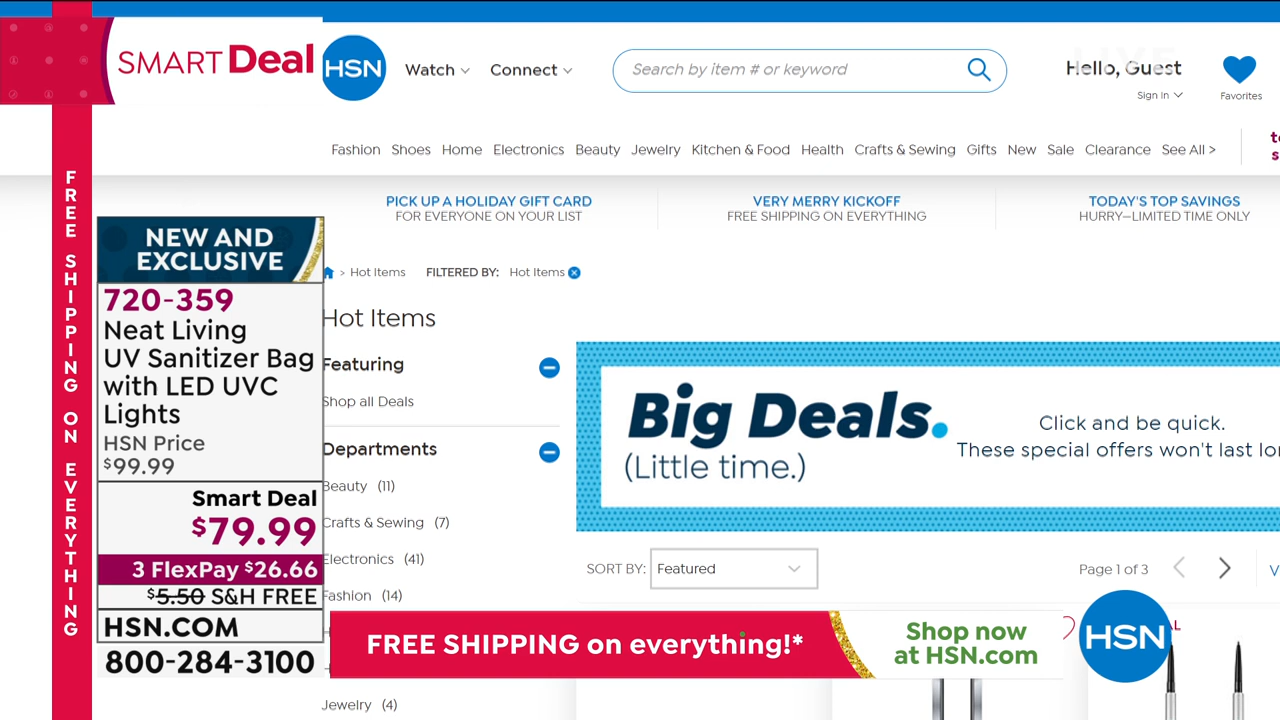 SMART Deal
HSN
Watch
Connect
Search by item # or keyword
LIVE
Hello, Guest
Sign In
Favorites
Fashion Shoes Home Electronics Beauty Jewelry Kitchen & Food Health Crafts & Sewing Gifts New Sale Clearance See All >
PICK UP A HOLIDAY GIFT CARD
FOR EVERYONE ON YOUR LIST
VERY MERRY KICKOFF
FREE SHIPPING ON EVERYTHING
TODAY'S TOP SAVINGS
HURRY—LIMITED TIME ONLY
FREE SHIPPING ON EVERYTHING
NEW AND
EXCLUSIVE
720-359
Neat Living
UV Sanitizer Bag
with LED UVC
Lights
HSN Price
$99.99
Smart Deal
$79.99
3 FlexPay $26.66
$5.50 S&H FREE
HSN.COM
800-284-3100
> Hot Items FILTERED BY: Hot Items
Hot Items
Featuring
Shop all Deals
Departments
Beauty (11)
Crafts & Sewing (7)
Electronics (41)
Fashion (14)
Jewelry (4)
Big Deals.
(Little time.)
Click and be quick.
These special offers won't last
SORT BY: Featured
Page 1 of 3
FREE SHIPPING on everything!*
Shop now
at HSN.com
HSN